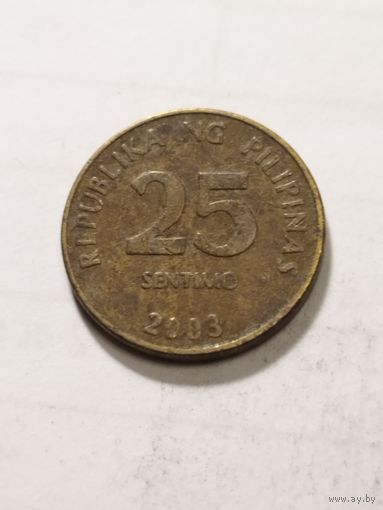 REPUBLIKA NG PILIPINAS
25
SENTIMO
2003
www.ay.by